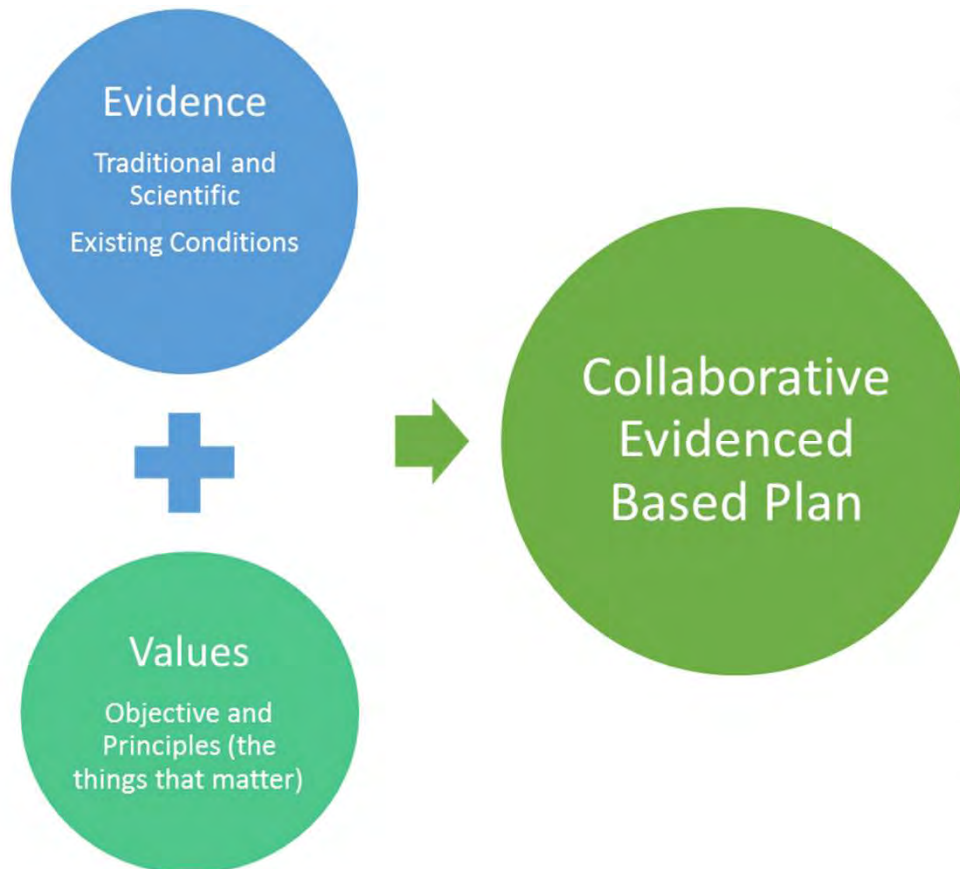 Evidence
Traditional and
Scientific
Existing Conditions
Values
Objective and
Principles (the
things that matter)
Collaborative
Evidenced
Based Plan